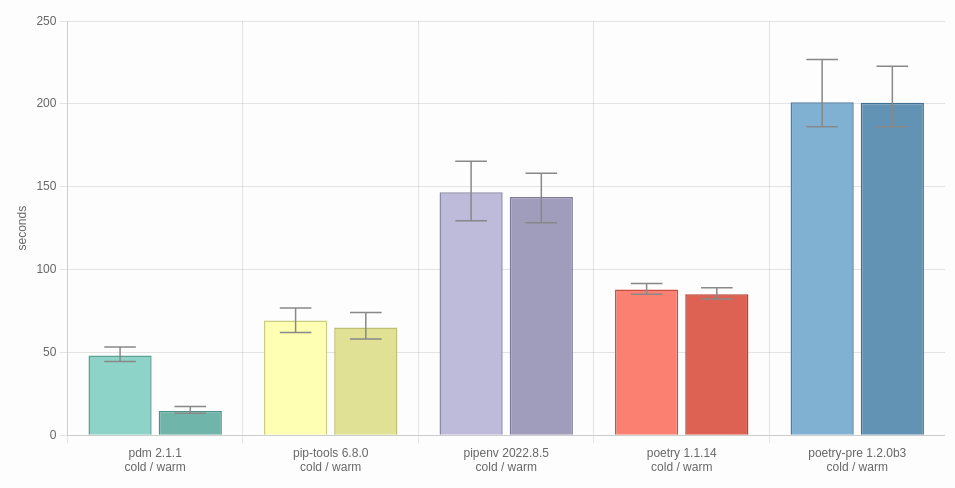 250
200
150
100
50
0
seconds
pdm 2.1.1
cold / warm
pip-tools 6.8.0
cold / warm
pipenv 2022.8.5
cold / warm
poetry 1.1.14
cold / warm
poetry-pre 1.2.0b3
cold / warm